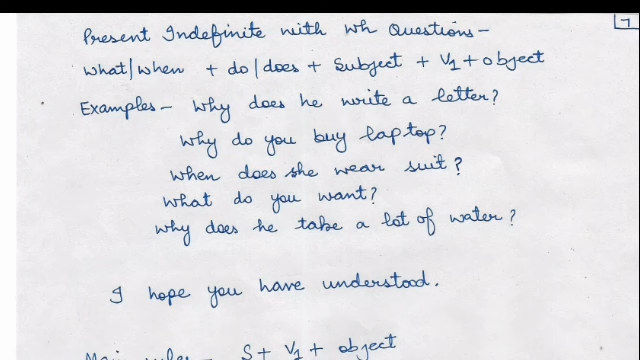 7
Present Indefinite with Wh Questions -
What/when + do/does + Subject + V1 + object
Examples - Why does he write a letter?
Why do you buy laptop?
When does she wear suit?
What do you want?
Why does he take a lot of water?
I hope you have understood.
S + V1 + object